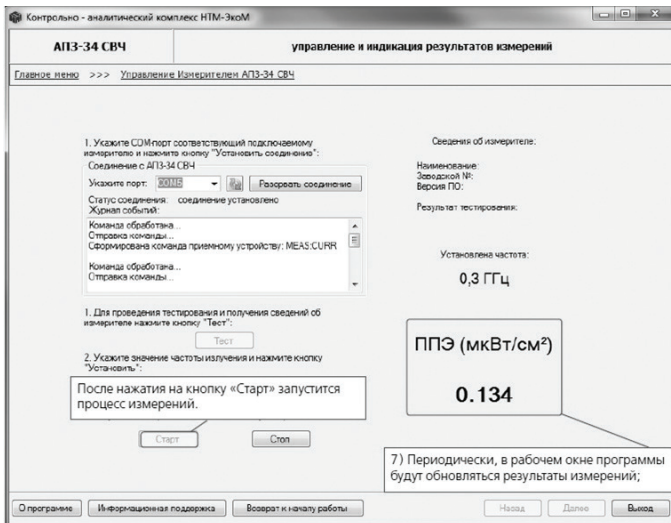 Контрольно - аналитический комплекс НТМ-ЭкоМ
АПЗ-34 СВЧ
управление и индикация результатов измерений
Главное меню >>> Управление Измерителем АПЗ-34 СВЧ
1. Укажите COM-порт соответствующий подключаемому
измерителю и нажмите кнопку "Установить соединение":
Соединение с АПЗ-34 СВЧ
Укажите порт: COM5 Разорвать соединение
Статус соединения: соединение установлено
Журнал событий:
Команда обработана...
Отправка команды...
Сформирована команда приемному устройству: MEAS:CURR
Команда обработана...
Отправка команды...
1. Для проведения тестирования и получения сведений об
измерителе нажмите кнопку "Тест":
Тест
2. Укажите значение частоты излучения и нажмите кнопку
"Установить":
После нажатия на кнопку «Старт» запустится
процесс измерений.
Старт Стоп
Сведения об измерителе:
Наименование:
Заводской №:
Версия ПО:
Результат тестирования:
Установлена частота:
0,3 ГГц
ППЭ (мкВт/см²)
0.134
7) Периодически, в рабочем окне программы
будут обновляться результаты измерений;
О программе Информационная поддержка Возврат к началу работы Назад Далее Выход